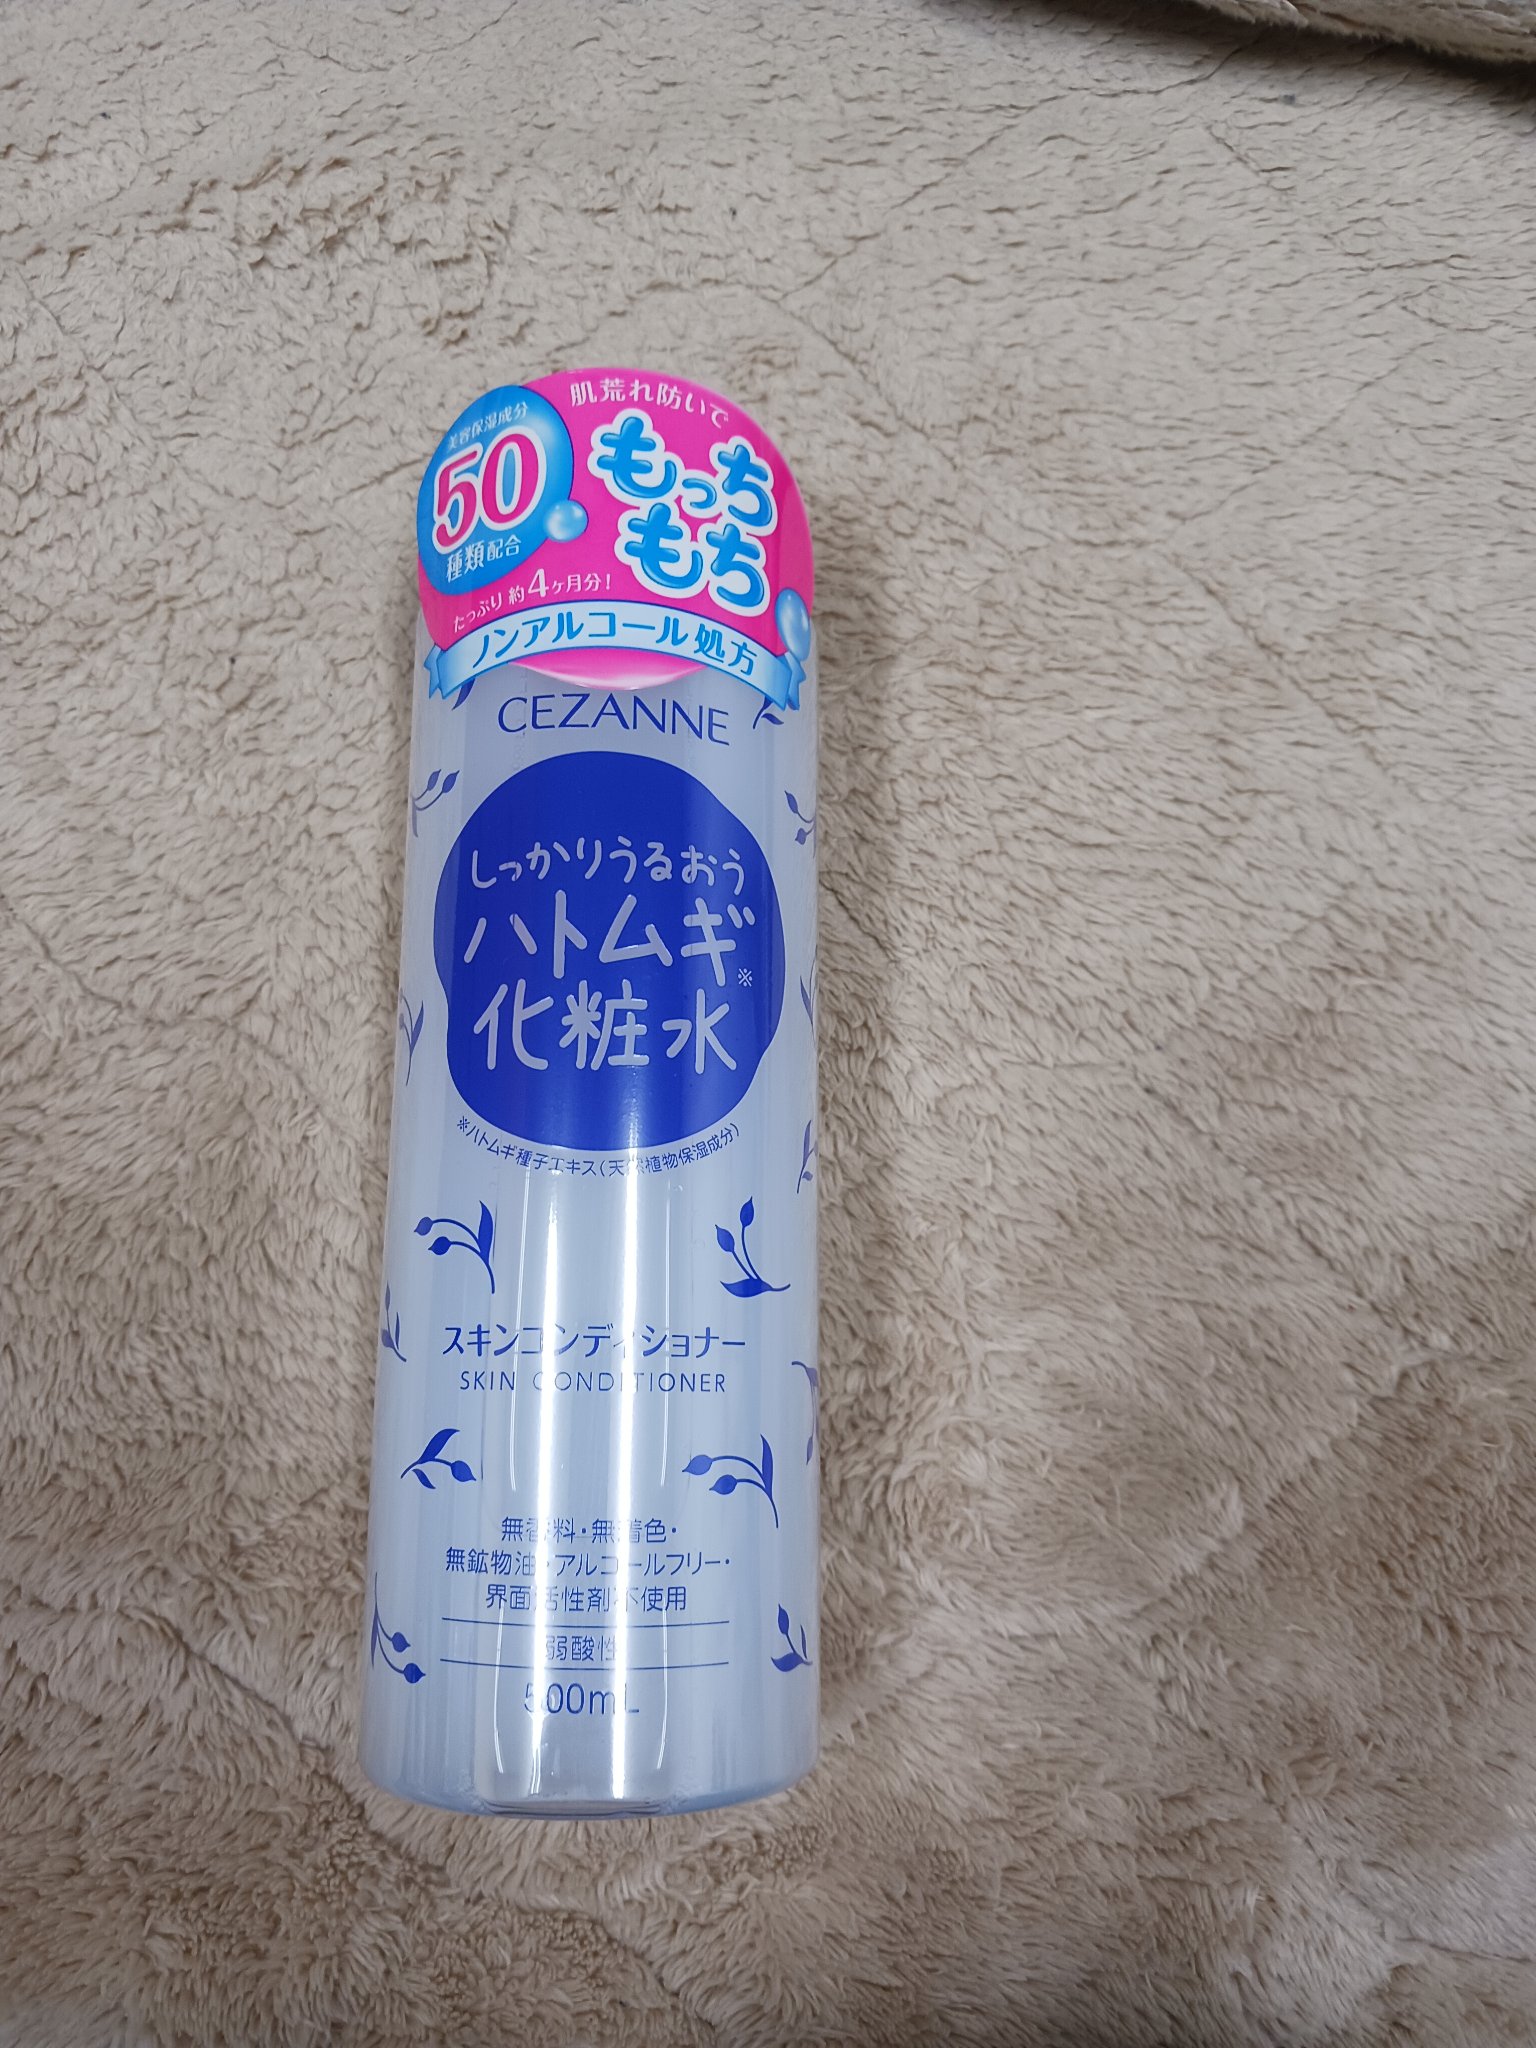 美容保湿成分
50
種類配合
肌荒れ防いで
もっち
もち
たっぷり約4ヶ月分!
ノンアルコール処方
CEZANNE
しっかりうるおう
ハトムギ※
化粧水
※ハトムギ種子エキス(天然植物保湿成分)
スキンコンディショナー
SKIN CONDITIONER
無香料・無着色・
無鉱物油・アルコールフリー・
界面活性剤不使用
弱酸性
500mL